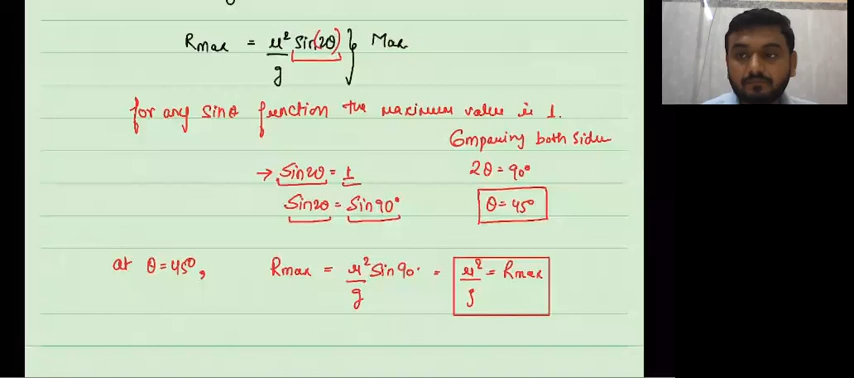 Rmax = u²/g sin(2θ) } Max
for any sinθ function the maximum value is 1.
Comparing both sides
→ sin2θ = 1
2θ = 90°
sin2θ = sin90°
θ = 45°
at θ = 45°, Rmax = u² sin90°/g = u²/g = Rmax